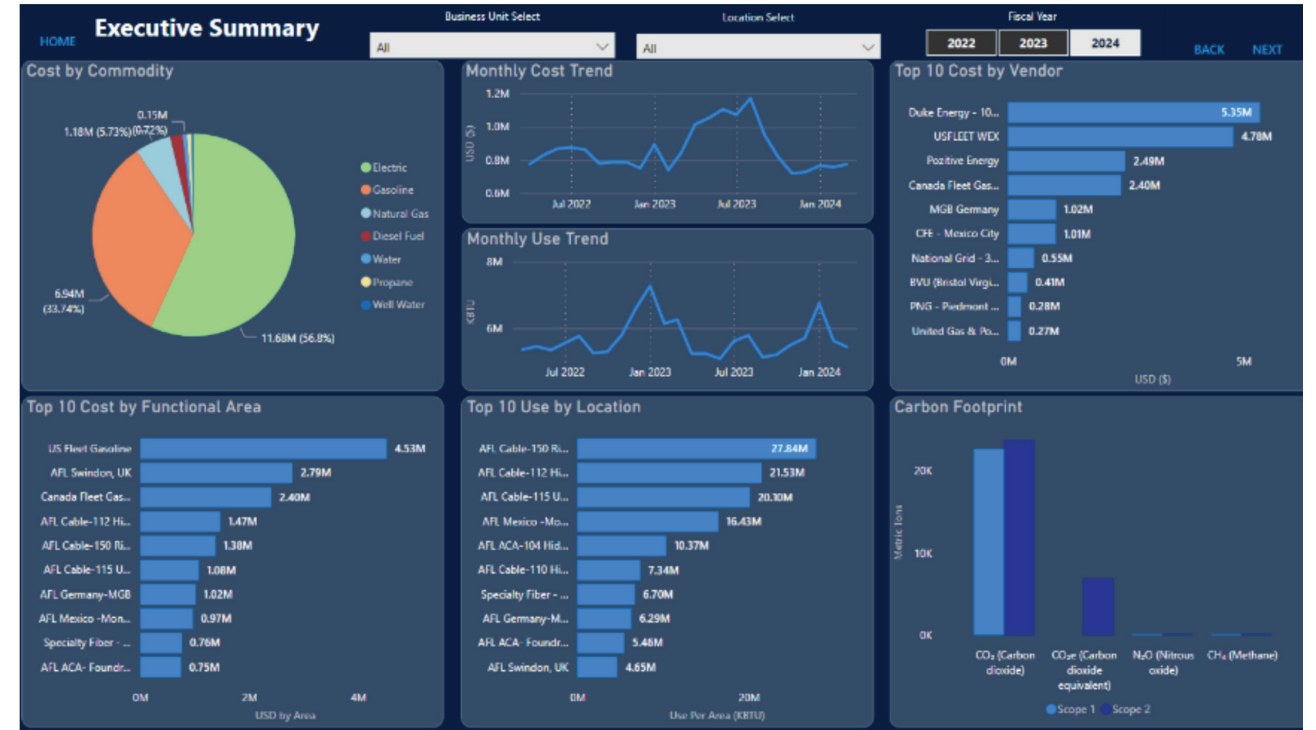 Executive Summary
HOME
Business Unit Select
All
Location Select
All
Fiscal Year
2022 2023 2024
BACK NEXT
Cost by Commodity
0.15M
(0.72%)
1.18M (5.73%)
6.94M
(33.74%)
11.68M (56.8%)
Electric
Gasoline
Natural Gas
Diesel Fuel
Water
Propane
Well Water
Monthly Cost Trend
USD ($)
1.2M
1.0M
0.8M
0.6M
Jul 2022 Jan 2023 Jul 2023 Jan 2024
Monthly Use Trend
KBTU
8M
6M
Jul 2022 Jan 2023 Jul 2023 Jan 2024
Top 10 Cost by Vendor
Duke Energy - 10... 5.35M
USFLEET WEX 4.78M
Pozitive Energy 2.49M
Canada Fleet Gas... 2.40M
MGB Germany 1.02M
CFE - Mexico City 1.01M
National Grid - 3... 0.55M
BVU (Bristol Virgi... 0.41M
PNG - Piedmont ... 0.28M
United Gas & Po... 0.27M
0M 5M
USD ($)
Top 10 Cost by Functional Area
US Fleet Gasoline 4.53M
AFL Swindon, UK 2.79M
Canada Fleet Gas... 2.40M
AFL Cable-112 Hi... 1.47M
AFL Cable-150 Ri... 1.38M
AFL Cable-115 U... 1.08M
AFL Germany-MGB 1.02M
AFL Mexico -Mon... 0.97M
Specialty Fiber - ... 0.76M
AFL ACA- Foundr... 0.75M
0M 2M 4M
USD by Area
Top 10 Use by Location
AFL Cable-150 Ri... 27.84M
AFL Cable-112 Hi... 21.53M
AFL Cable-115 U... 20.10M
AFL Mexico -Mo... 16.43M
AFL ACA-104 Hid... 10.37M
AFL Cable-110 Hi... 7.34M
Specialty Fiber - ... 6.70M
AFL Germany-M... 6.29M
AFL ACA- Foundr... 5.46M
AFL Swindon, UK 4.65M
0M 20M
Use Per Area (KBTU)
Carbon Footprint
Metric Tons
20K
10K
0K
CO₂ (Carbon
dioxide)
CO₂e (Carbon
dioxide
equivalent)
N₂O (Nitrous
oxide)
CH₄ (Methane)
Scope 1 Scope 2